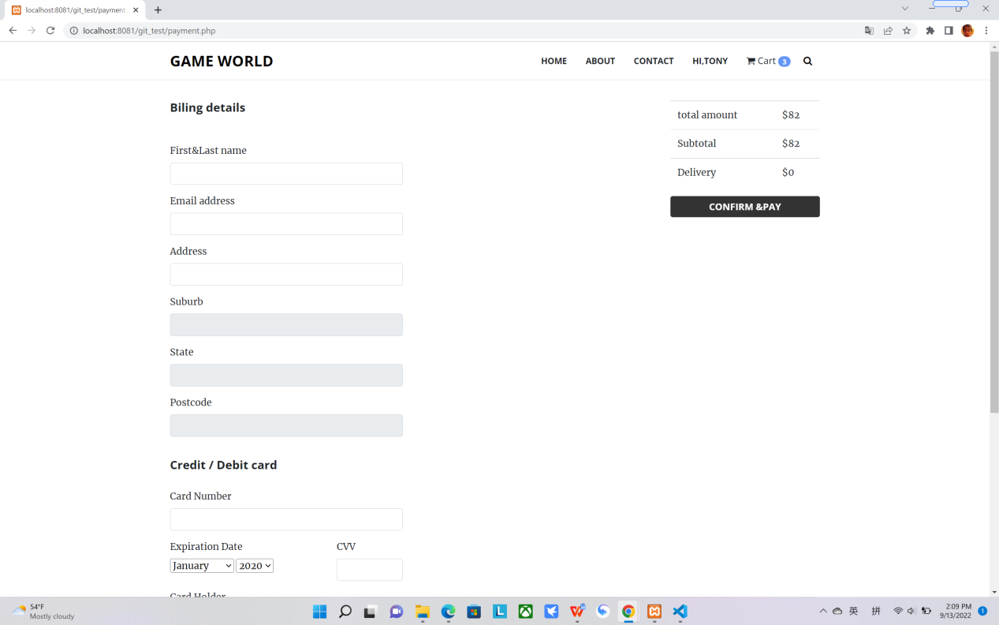 localhost:8081/git_test/payment.
localhost:8081/git_test/payment.php
GAME WORLD
HOME ABOUT CONTACT HI,TONY Cart 3
Biling details
First&Last name
Email address
Address
Suburb
State
Postcode
Credit / Debit card
Card Number
Expiration Date CVV
January 2020
Card Holder
total amount $82
Subtotal $82
Delivery $0
CONFIRM &PAY
54°F
Mostly cloudy
英 拼
2:09 PM
9/13/2022
1